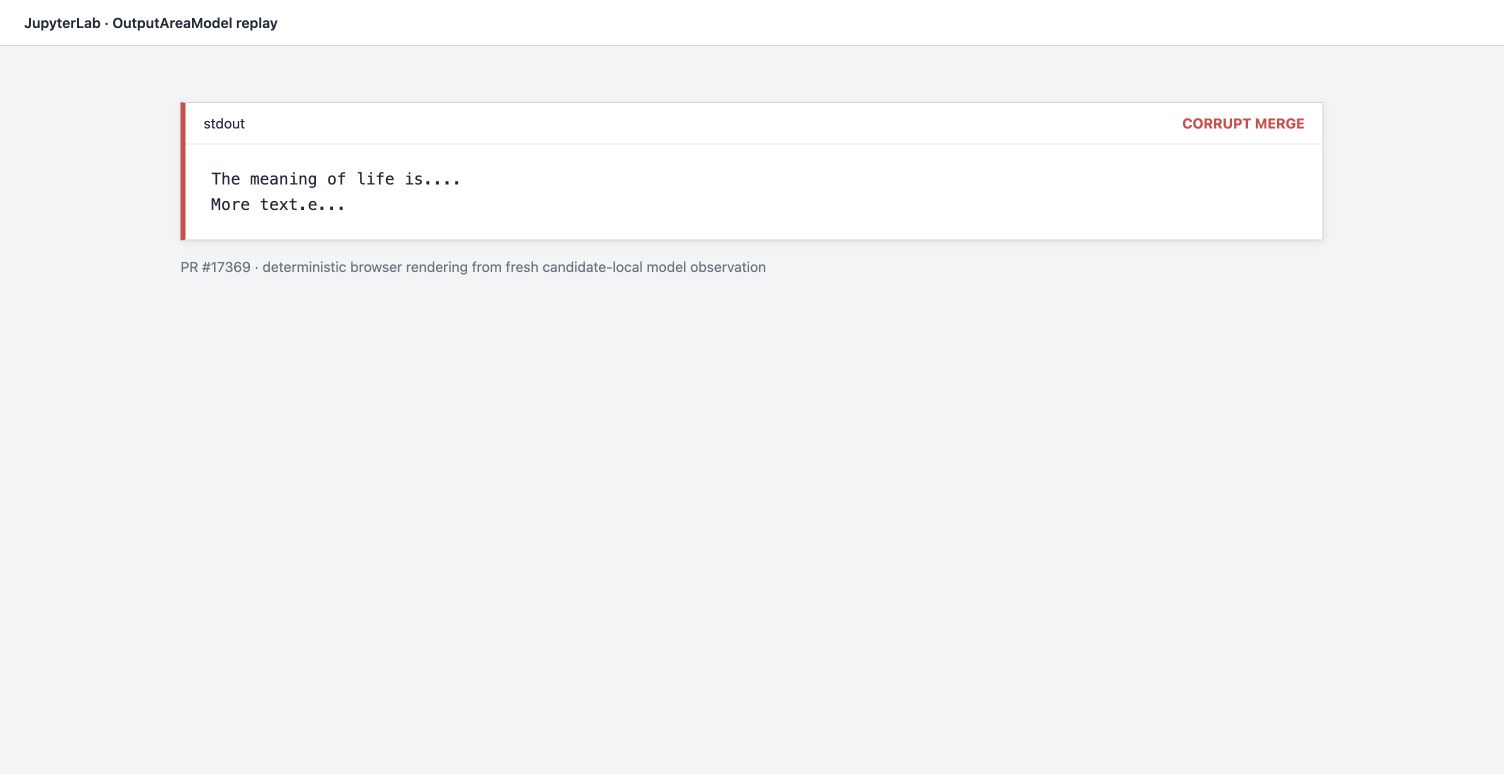 JupyterLab · OutputAreaModel replay
stdout
CORRUPT MERGE
The meaning of life is....
More text.e...
PR #17369 · deterministic browser rendering from fresh candidate-local model observation